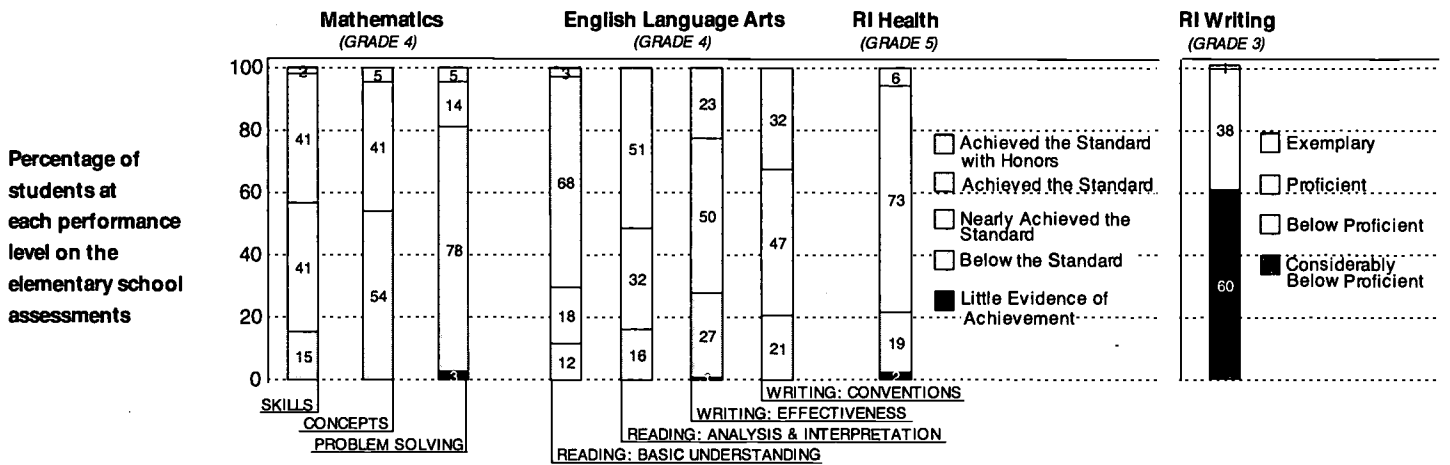 Mathematics
(GRADE 4)
English Language Arts
(GRADE 4)
RI Health
(GRADE 5)
RI Writing
(GRADE 3)
Percentage of
students at
each performance
level on the
elementary school
assessments
100
80
60
40
20
0
3
41
41
15
5
41
54
5
14
78
3
3
68
18
12
51
32
16
23
50
27
32
47
21
6
73
19
2
Achieved the Standard
with Honors
Achieved the Standard
Nearly Achieved the
Standard
Below the Standard
Little Evidence of
Achievement
1
38
60
Exemplary
Proficient
Below Proficient
Considerably
Below Proficient
SKILLS
CONCEPTS
PROBLEM SOLVING
WRITING: CONVENTIONS
WRITING: EFFECTIVENESS
READING: ANALYSIS & INTERPRETATION
READING: BASIC UNDERSTANDING